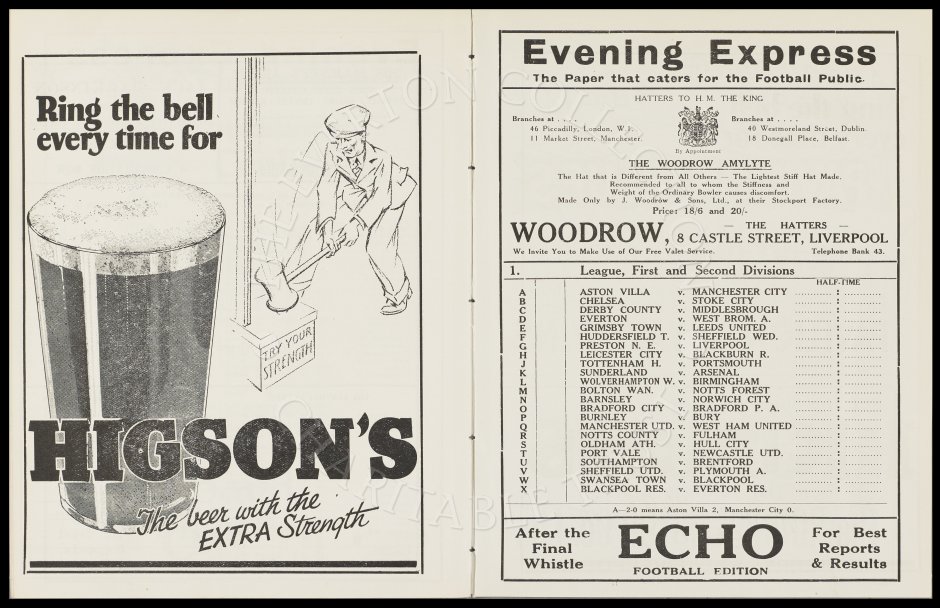 Ring the bell
every time for
TRY YOUR
STRENGTH
HIGSON'S
The beer with the
EXTRA Strength
Evening Express
The Paper that caters for the Football Public.
HATTERS TO H. M. THE KING
Branches at . . . .
46 Piccadilly, London, W.1.
11 Market Street, Manchester.
By Appointment
Branches at . . . .
40 Westmoreland Street, Dublin.
18 Donegall Place, Belfast.
THE WOODROW AMYLYTE
The Hat that is Different from All Others — The Lightest Stiff Hat Made.
Recommended to all to whom the Stiffness and
Weight of the Ordinary Bowler causes discomfort.
Made Only by J. Woodrow & Sons, Ltd., at their Stockport Factory.
Price: 18/6 and 20/-
WOODROW, — THE HATTERS — 8 CASTLE STREET, LIVERPOOL
We Invite You to Make Use of Our Free Valet Service. Telephone Bank 43.
1. League, First and Second Divisions
HALF-TIME
A ASTON VILLA v. MANCHESTER CITY ........... : ...........
B CHELSEA v. STOKE CITY ........... : ...........
C DERBY COUNTY v. MIDDLESBROUGH ........... : ...........
D EVERTON v. WEST BROM. A. ........... : ...........
E GRIMSBY TOWN v. LEEDS UNITED ........... : ...........
F HUDDERSFIELD T. v. SHEFFIELD WED. ........... : ...........
G PRESTON N. E. v. LIVERPOOL ........... : ...........
H LEICESTER CITY v. BLACKBURN R. ........... : ...........
J TOTTENHAM H. v. PORTSMOUTH ........... : ...........
K SUNDERLAND v. ARSENAL ........... : ...........
L WOLVERHAMPTON W. v. BIRMINGHAM ........... : ...........
M BOLTON WAN. v. NOTTS FOREST ........... : ...........
N BARNSLEY v. NORWICH CITY ........... : ...........
O BRADFORD CITY v. BRADFORD P. A. ........... : ...........
P BURNLEY v. BURY ........... : ...........
Q MANCHESTER UTD. v. WEST HAM UNITED ........... : ...........
R NOTTS COUNTY v. FULHAM ........... : ...........
S OLDHAM ATH. v. HULL CITY ........... : ...........
T PORT VALE v. NEWCASTLE UTD. ........... : ...........
U SOUTHAMPTON v. BRENTFORD ........... : ...........
V SHEFFIELD UTD. v. PLYMOUTH A. ........... : ...........
W SWANSEA TOWN v. BLACKPOOL ........... : ...........
X BLACKPOOL RES. v. EVERTON RES. ........... : ...........
A—2-0 means Aston Villa 2, Manchester City 0.
After the
Final
Whistle
ECHO
FOOTBALL EDITION
For Best
Reports
& Results